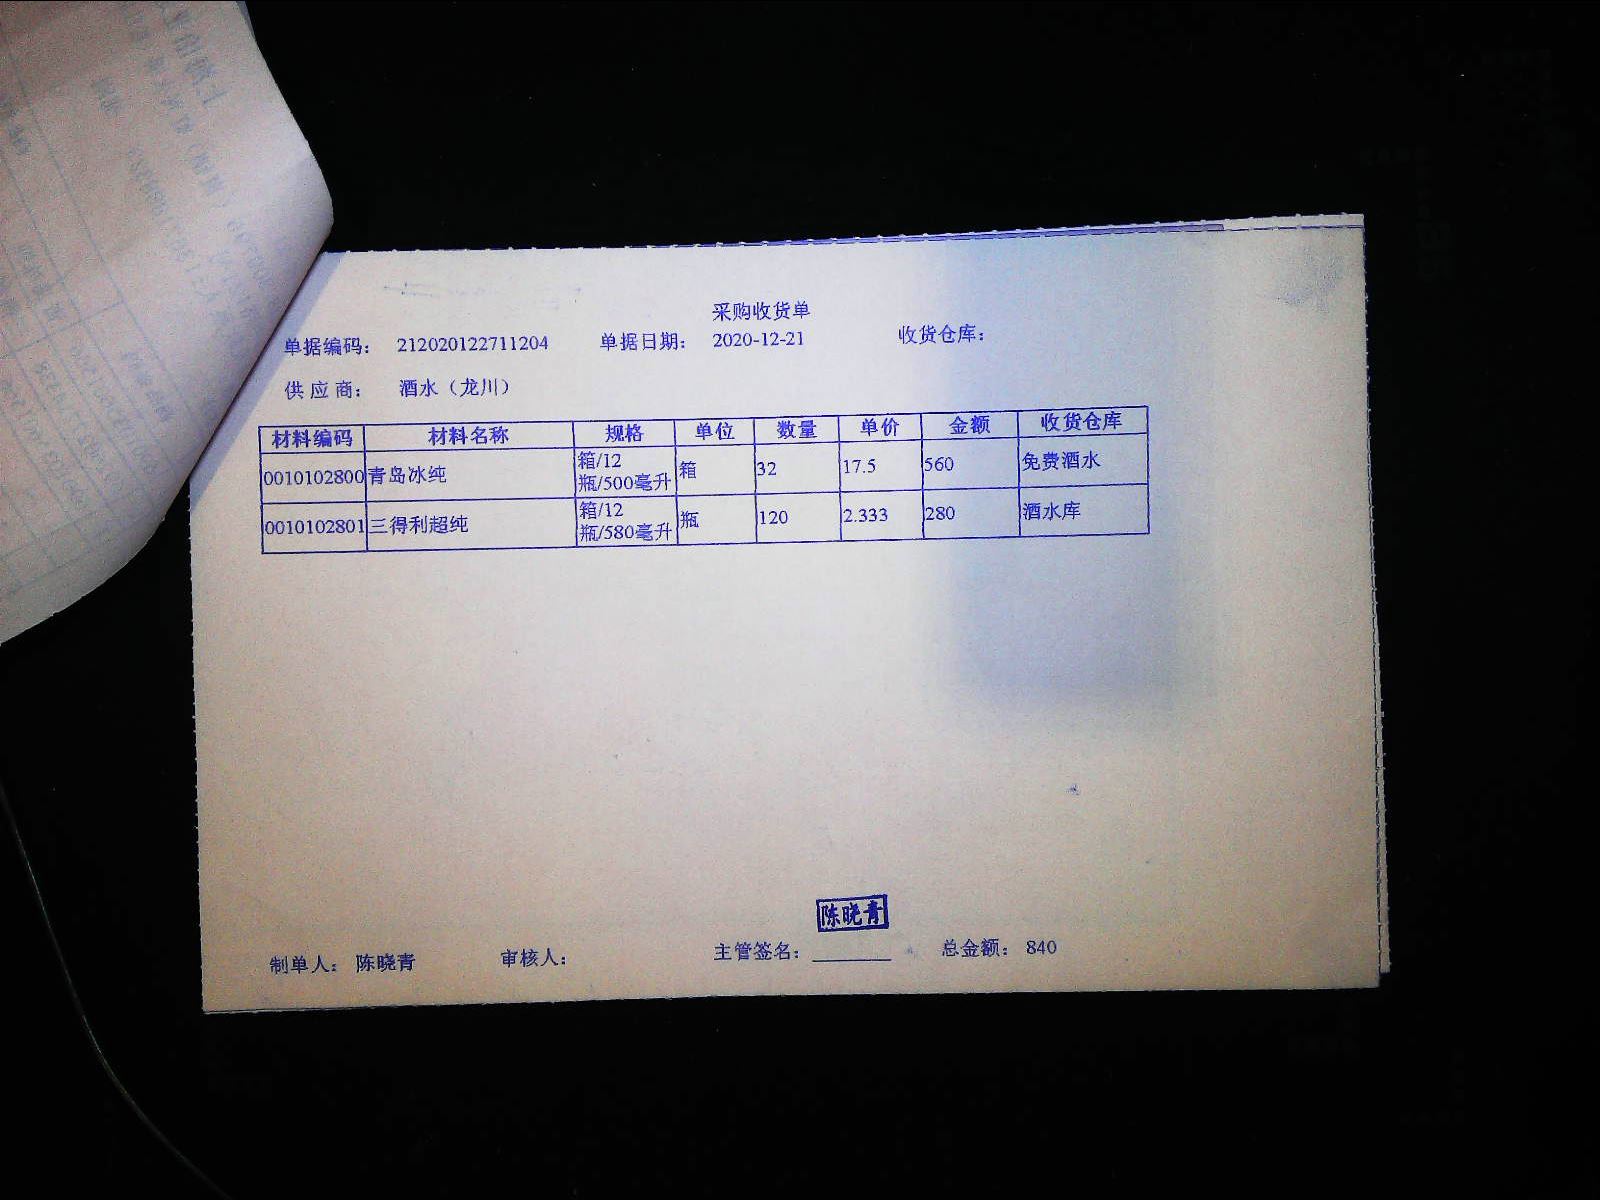 采购收货单
单据编码： 212020122711204 单据日期： 2020-12-21 收货仓库：
供应商： 酒水（龙川）
材料编码 材料名称 规格 单位 数量 单价 金额 收货仓库
0010102800 青岛冰纯 箱/12瓶/500毫升 箱 32 17.5 560 免费酒水
0010102801 三得利超纯 箱/12瓶/580毫升 瓶 120 2.333 280 酒水库
陈晓青
制单人： 陈晓青 审核人： 主管签名： 总金额： 840